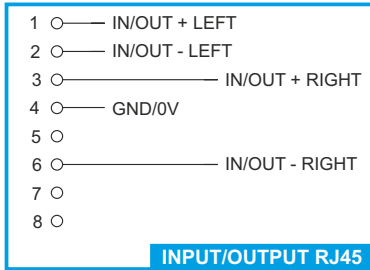 1 IN/OUT + LEFT
2 IN/OUT - LEFT
3 IN/OUT + RIGHT
4 GND/0V
5
6 IN/OUT - RIGHT
7
8
INPUT/OUTPUT RJ45